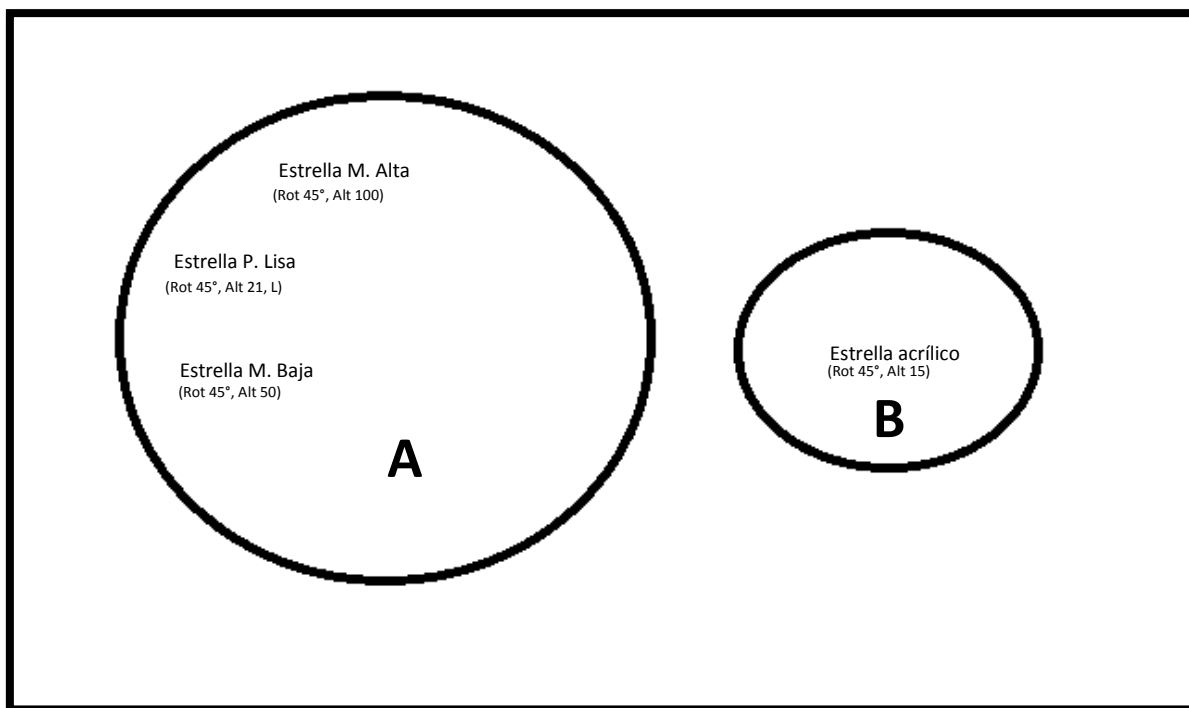 Estrella M. Alta
(Rot 45°, Alt 100)
Estrella P. Lisa
(Rot 45°, Alt 21, L)
Estrella M. Baja
(Rot 45°, Alt 50)
A
Estrella acrílico
(Rot 45°, Alt 15)
B